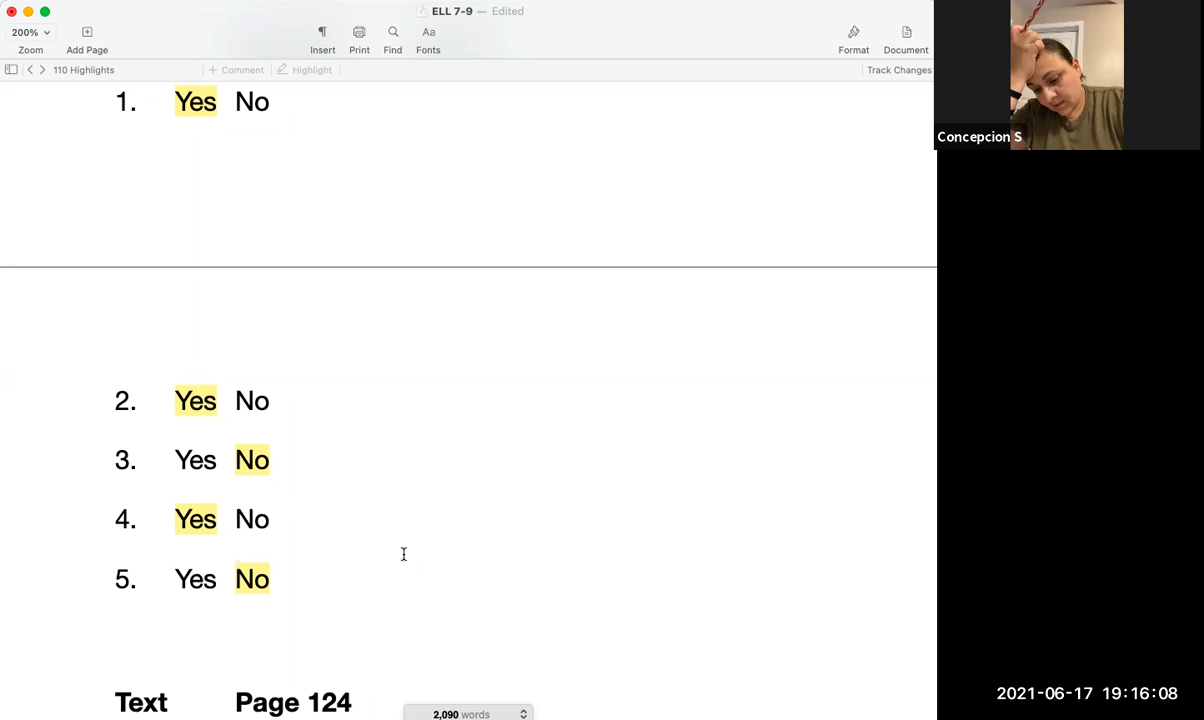 ELL 7-9 — Edited
200%
Zoom
Add Page
Insert
Print
Find
Aa
Fonts
Format
Document
110 Highlights
+ Comment
Highlight
Track Changes
Concepcion S
1. Yes No
2. Yes No
3. Yes No
4. Yes No
5. Yes No
Text Page 124
2,090 words
2021-06-17 19:16:08